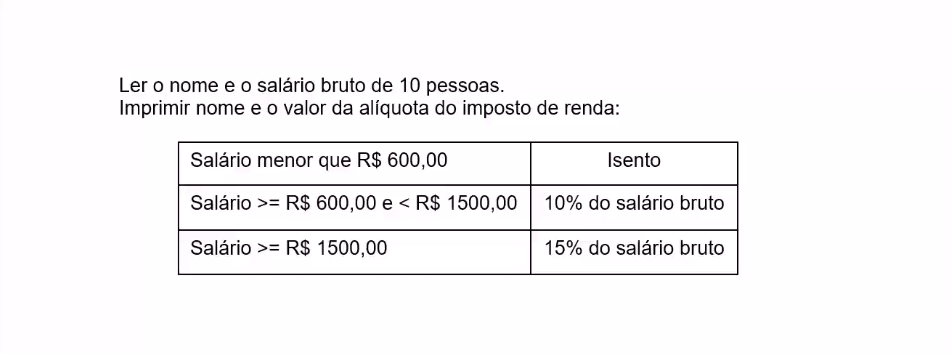 Ler o nome e o salário bruto de 10 pessoas.
Imprimir nome e o valor da alíquota do imposto de renda:
Salário menor que R$ 600,00 Isento
Salário >= R$ 600,00 e < R$ 1500,00 10% do salário bruto
Salário >= R$ 1500,00 15% do salário bruto